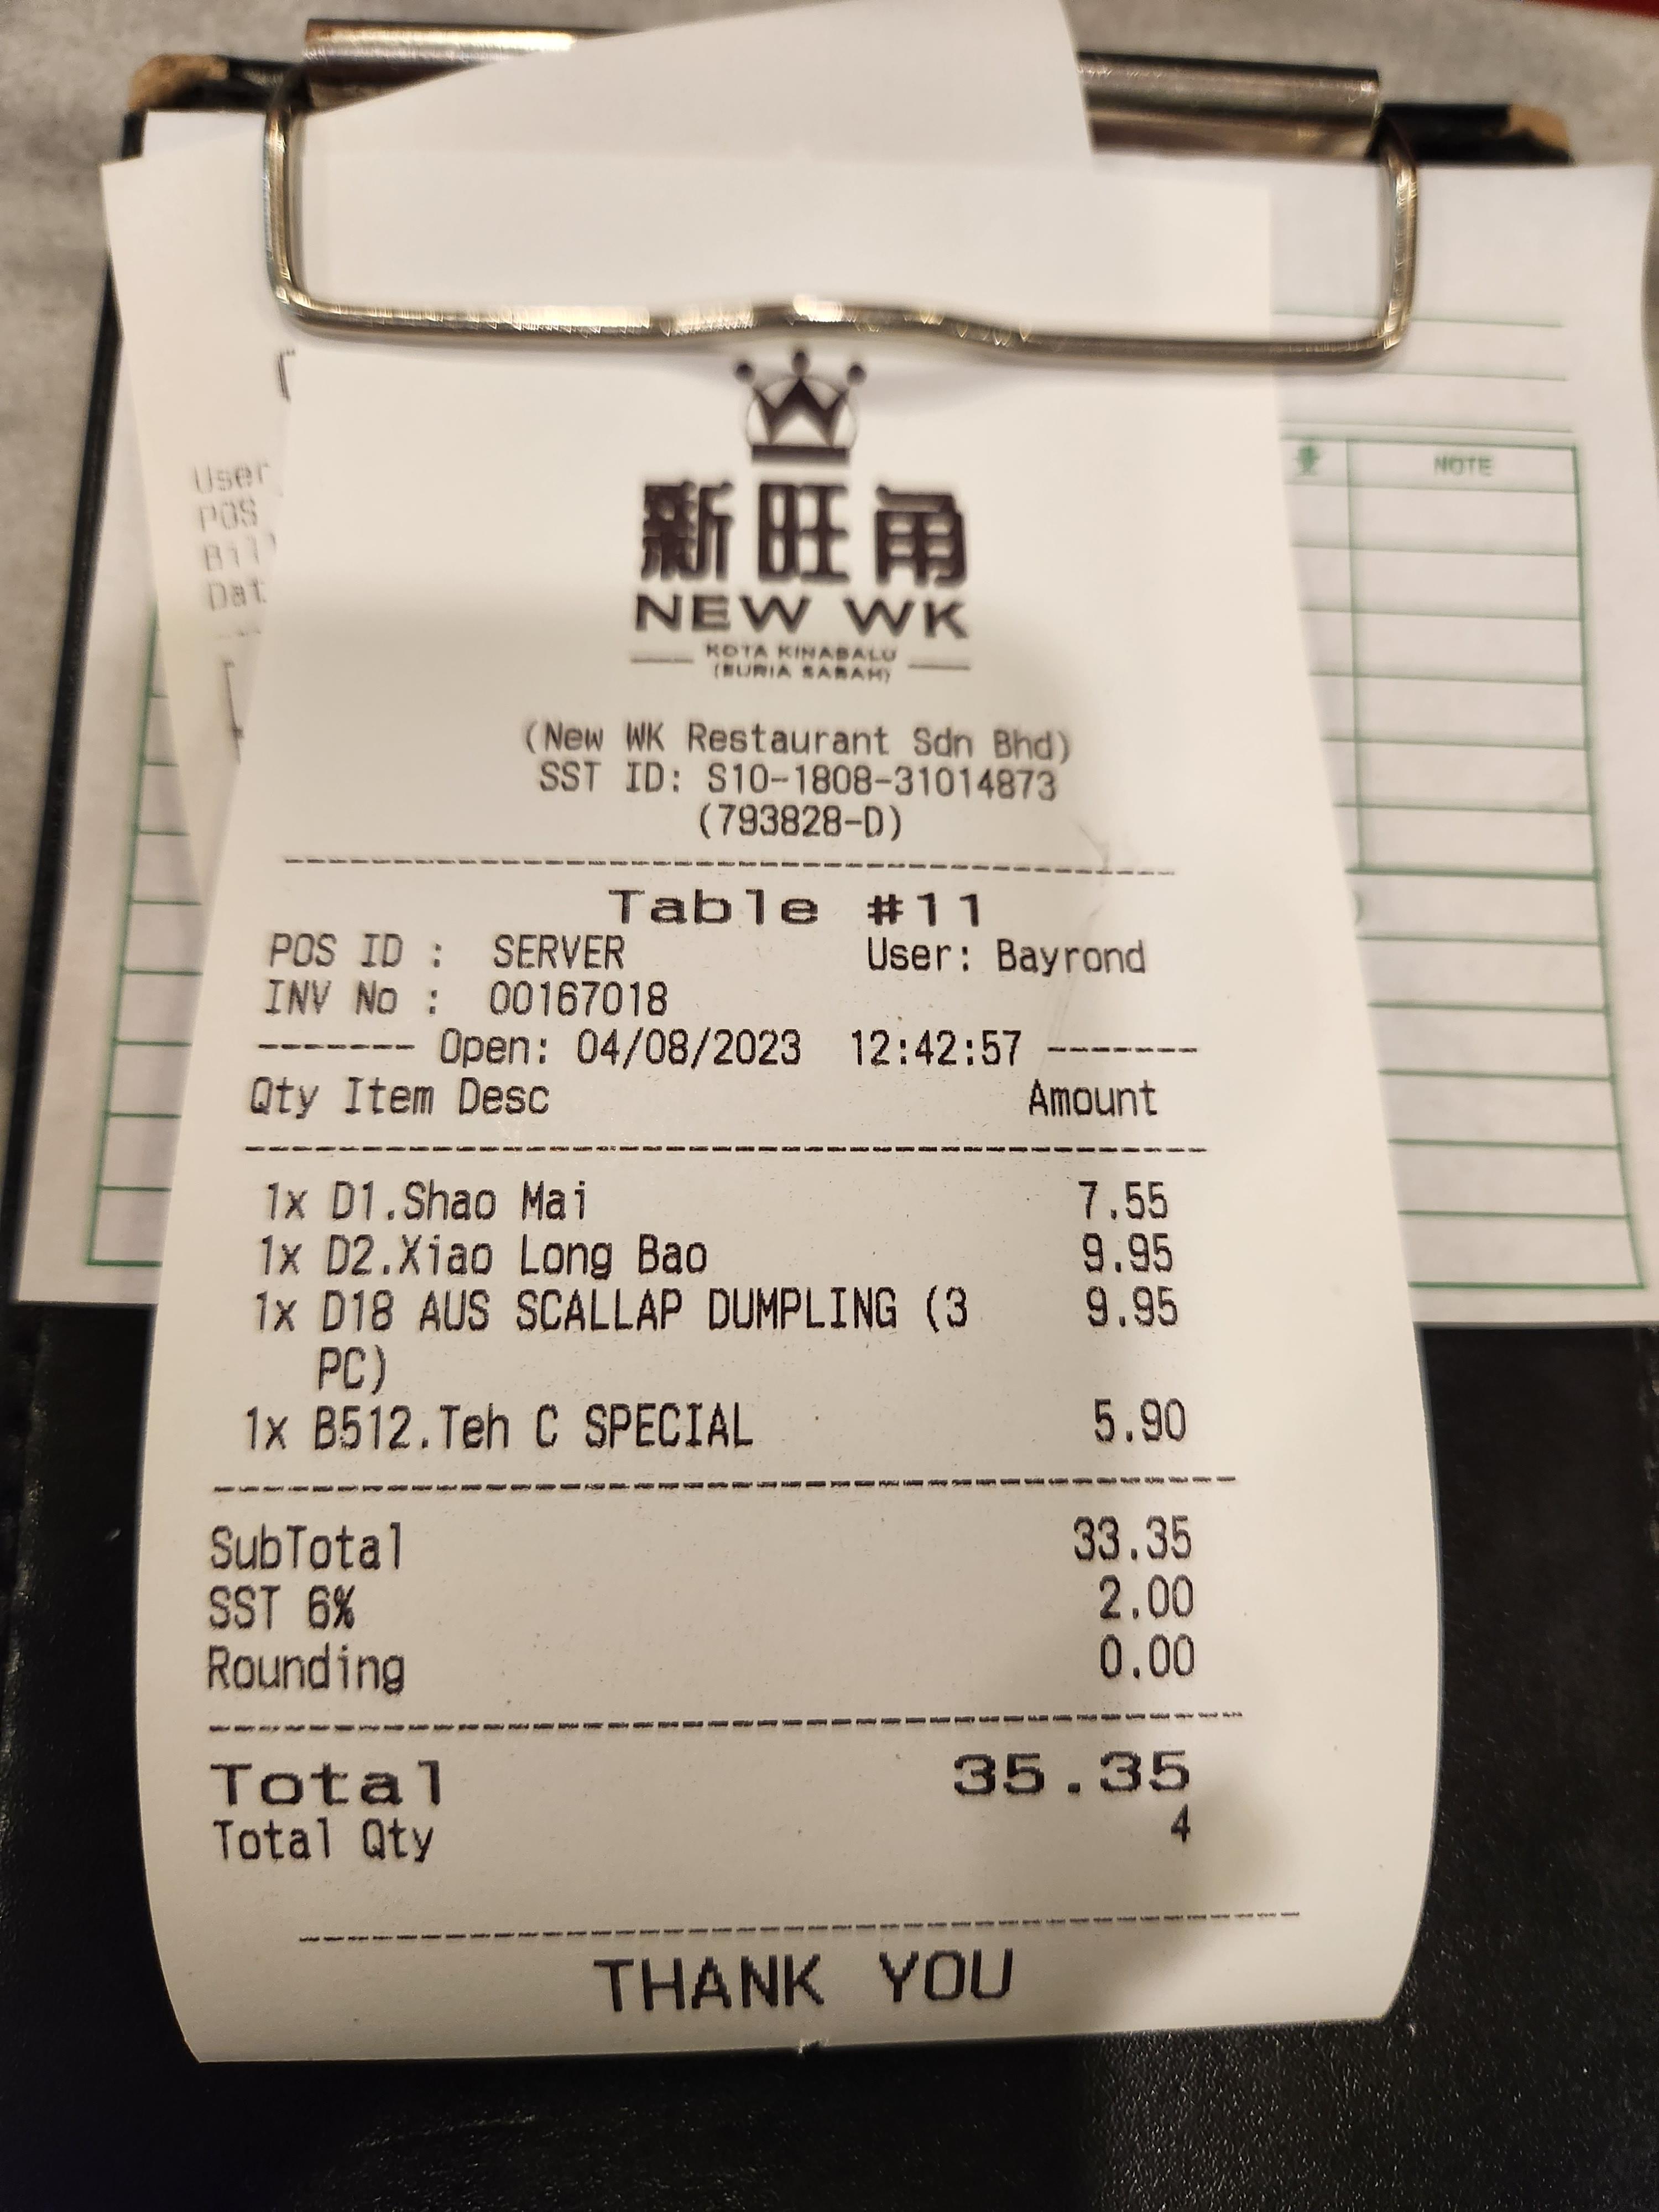 新旺角
NEW WK
KOTA KINABALU
(SURIA SABAH)
(New WK Restaurant Sdn Bhd)
SST ID: S10-1808-31014873
(793828-D)
Table #11
POS ID : SERVER User: Bayrond
INV No : 00167018
------- Open: 04/08/2023 12:42:57 -------
Qty Item Desc Amount
1x D1.Shao Mai 7.55
1x D2.Xiao Long Bao 9.95
1x D18 AUS SCALLAP DUMPLING (3 9.95
PC)
1x B512.Teh C SPECIAL 5.90
SubTotal 33.35
SST 6% 2.00
Rounding 0.00
Total 35.35
Total Qty 4
THANK YOU
User
POS
Bill
Dat
NOTE